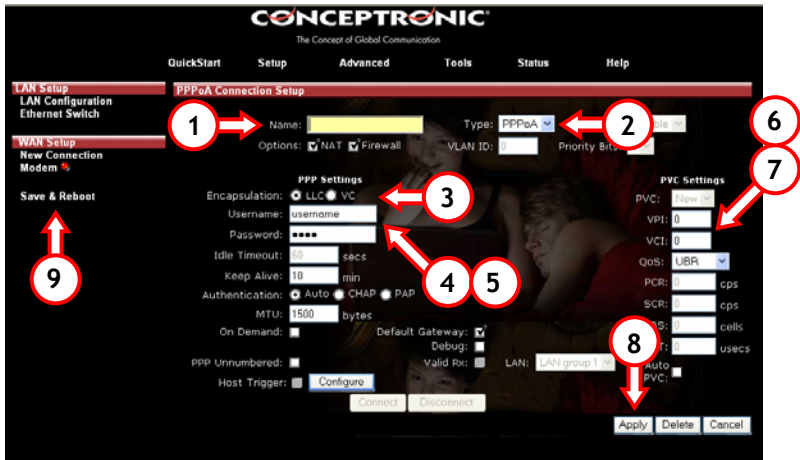 CONCEPTRONIC
The Concept of Global Communication
QuickStart Setup Advanced Tools Status Help
LAN Setup
LAN Configuration
Ethernet Switch
WAN Setup
New Connection
Modem
Save & Reboot
9
PPPoA Connection Setup
1 Name: Type: PPPoA 2
6
Options: NAT Firewall VLAN ID: 0 Priority Bits:
7
PPP Settings
Encapsulation: LLC VC 3
Username: username
Password: ••••
4 5
Idle Timeout: 60 secs
Keep Alive: 10 min
Authentication: Auto CHAP PAP
MTU: 1500 bytes
On Demand: Default Gateway:
Debug:
PPP Unnumbered: Valid Rx: LAN: LAN group 1
Host Trigger: Configure
Connect Disconnect
PVC Settings
PVC: New
VPI: 0
VCI: 0
QoS: UBR
PCR: 0 cps
SCR: 0 cps
0 cells
0 usecs
8
Auto
PVC:
Apply Delete Cancel